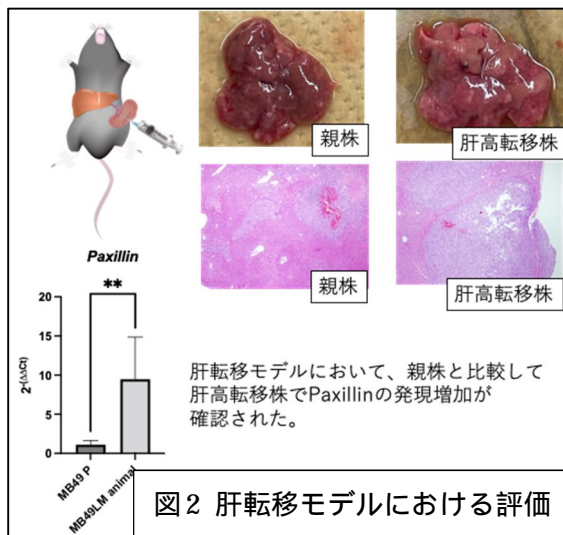 親株
肝高転移株
親株
肝高転移株
Paxillin
**
20
15
10
5
0
2^-(ΔΔCt)
MB49 P
MB49LM animal
肝転移モデルにおいて、親株と比較して
肝高転移株でPaxillinの発現増加が
確認された。
図2 肝転移モデルにおける評価